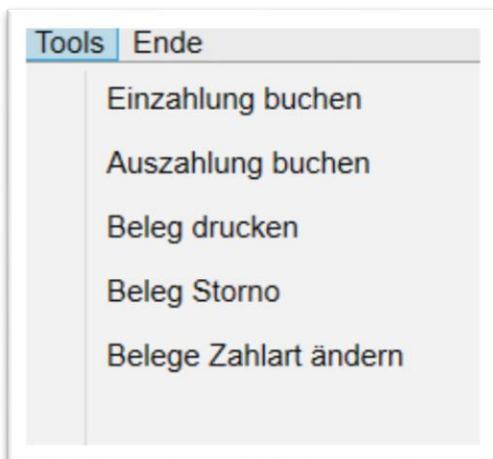 Tools Ende
Einzahlung buchen
Auszahlung buchen
Beleg drucken
Beleg Storno
Belege Zahlart ändern